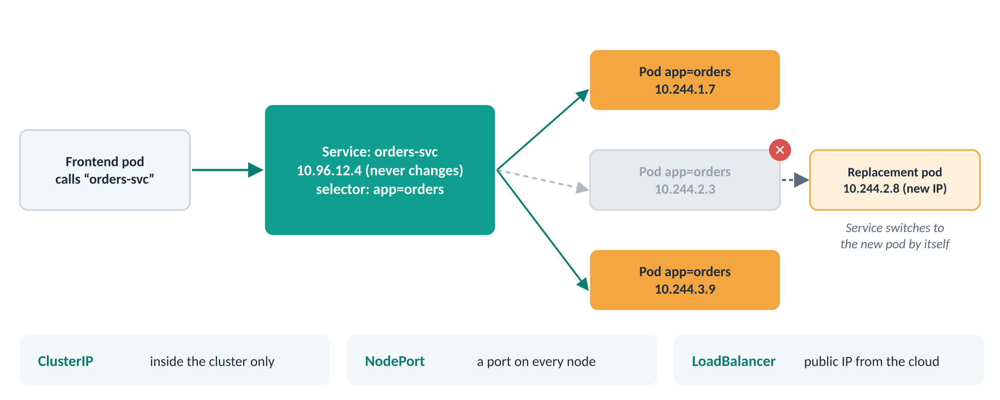 Frontend pod
calls “orders-svc”
Service: orders-svc
10.96.12.4 (never changes)
selector: app=orders
Pod app=orders
10.244.1.7
Pod app=orders
10.244.2.3
✕
Replacement pod
10.244.2.8 (new IP)
Service switches to
the new pod by itself
Pod app=orders
10.244.3.9
ClusterIP inside the cluster only
NodePort a port on every node
LoadBalancer public IP from the cloud